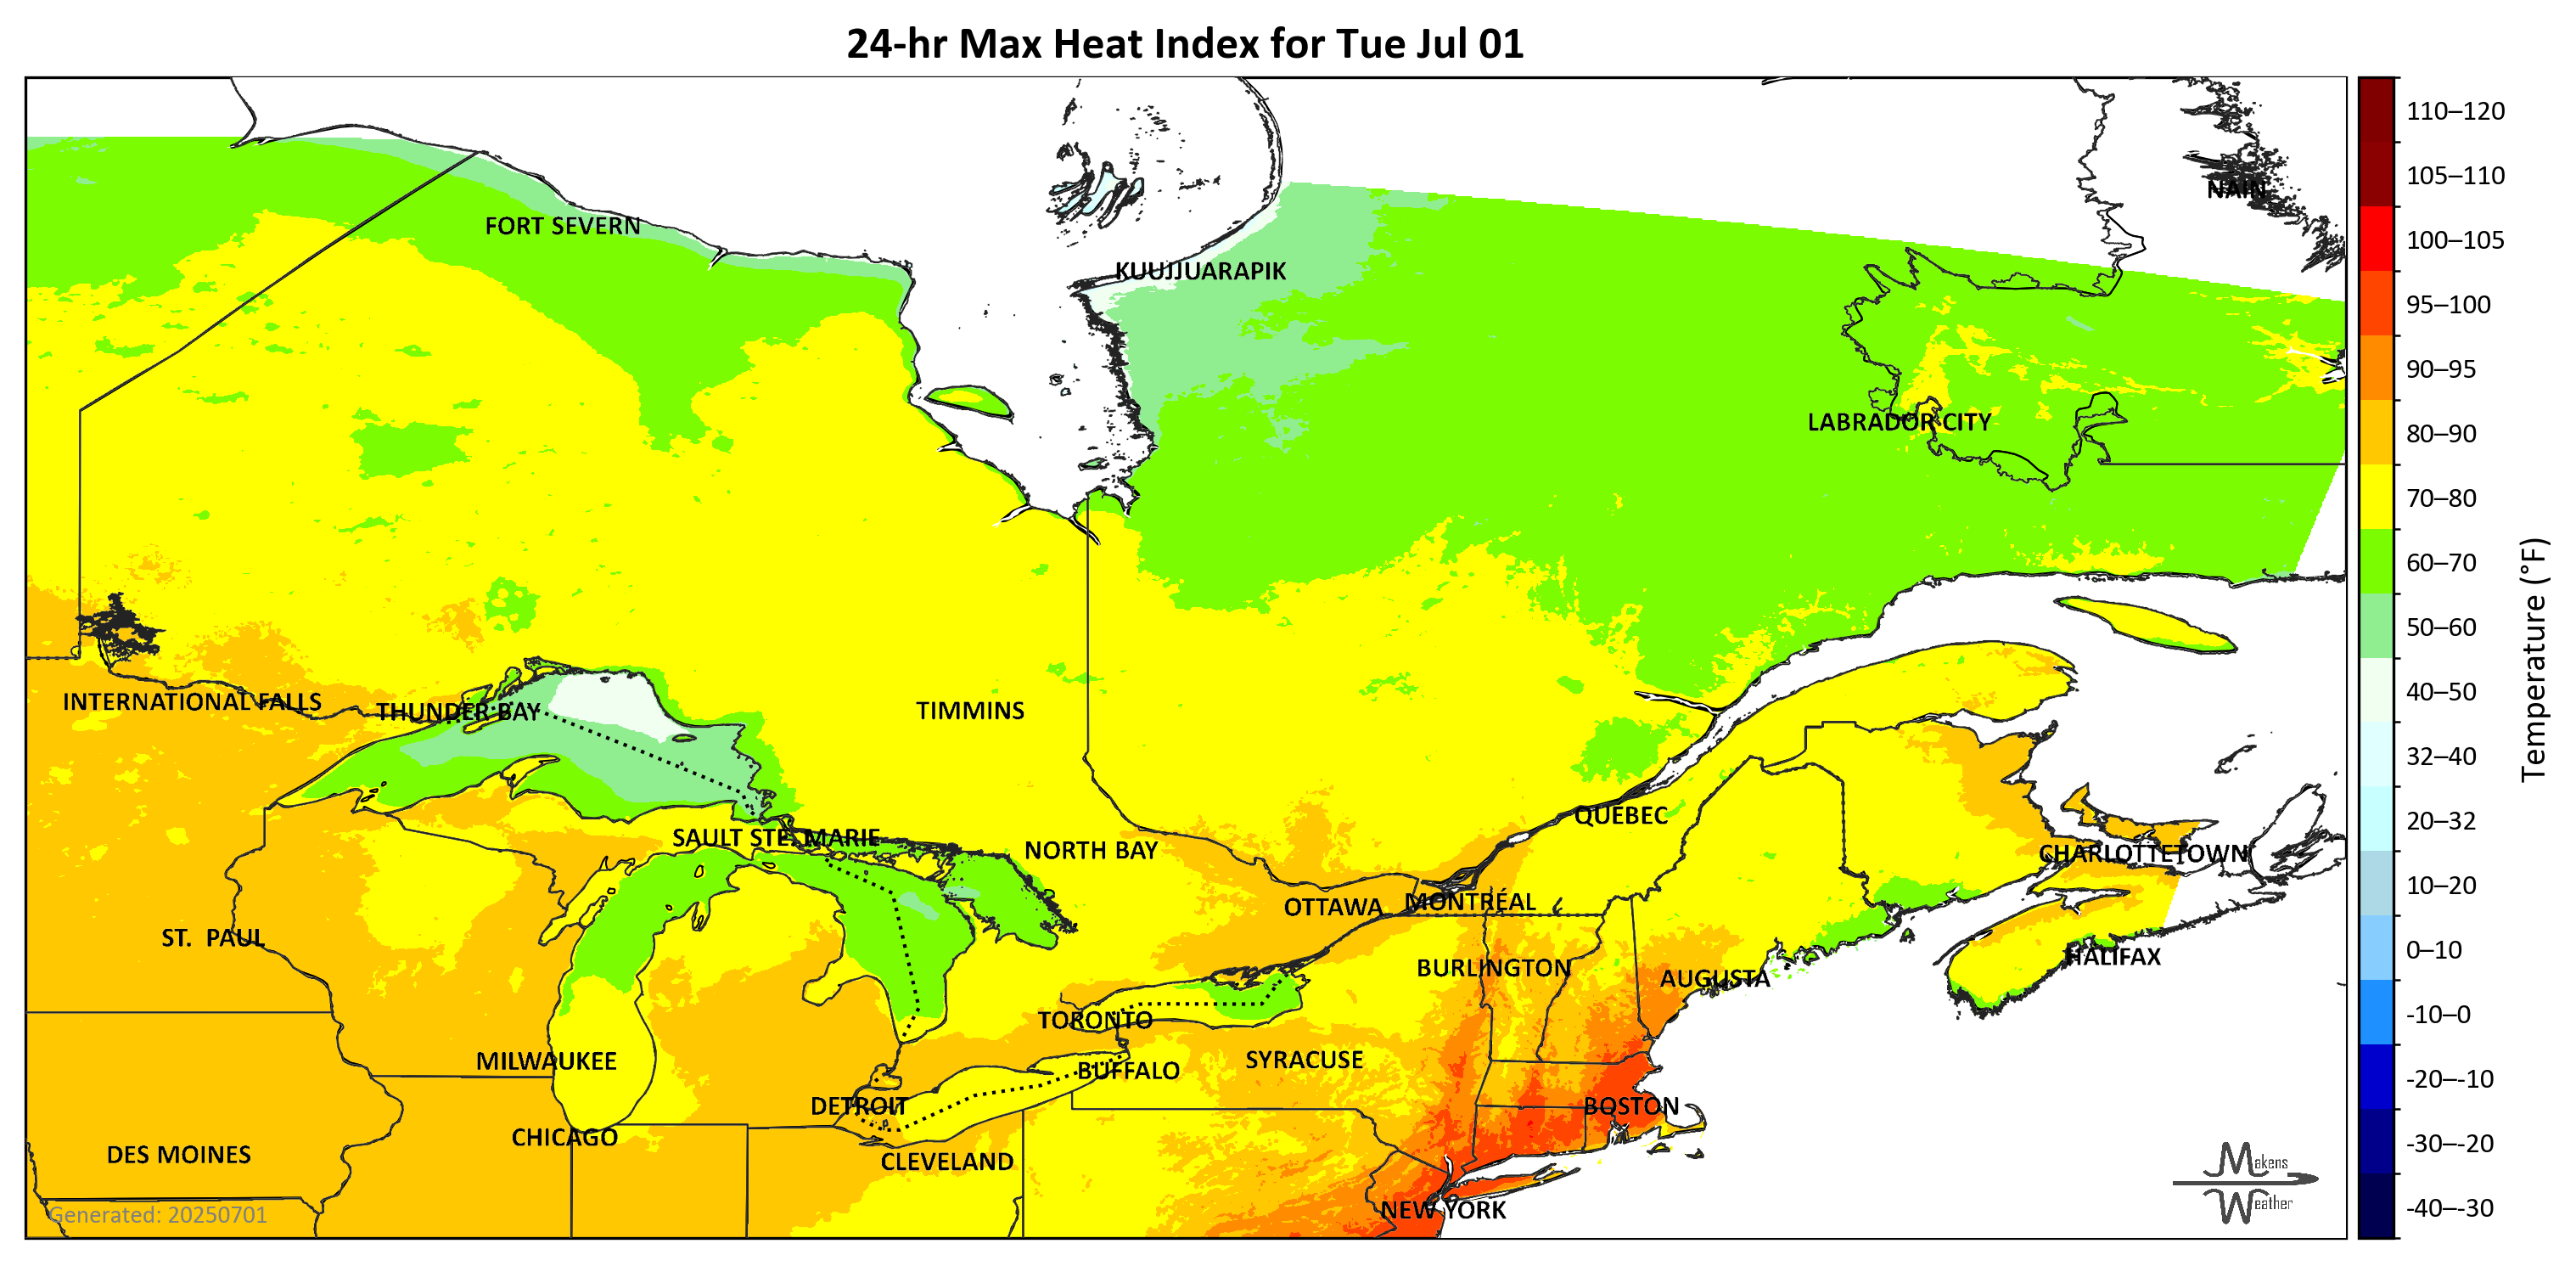 24-hr Max Heat Index for Tue Jul 01
NAIN
FORT SEVERN
KUUJJUARAPIK
LABRADOR CITY
INTERNATIONAL FALLS
THUNDER BAY
TIMMINS
QUÉBEC
SAULT STE. MARIE
NORTH BAY
CHARLOTTETOWN
OTTAWA
MONTRÉAL
ST.  PAUL
HALIFAX
BURLINGTON
AUGUSTA
TORONTO
MILWAUKEE
SYRACUSE
BUFFALO
DETROIT
BOSTON
CHICAGO
DES MOINES
CLEVELAND
NEW YORK
Generated: 20250701
Makens
Weather
110–120
105–110
100–105
95–100
90–95
80–90
70–80
60–70
50–60
40–50
32–40
20–32
10–20
0–10
-10–0
-20–-10
-30–-20
-40–-30
Temperature (°F)